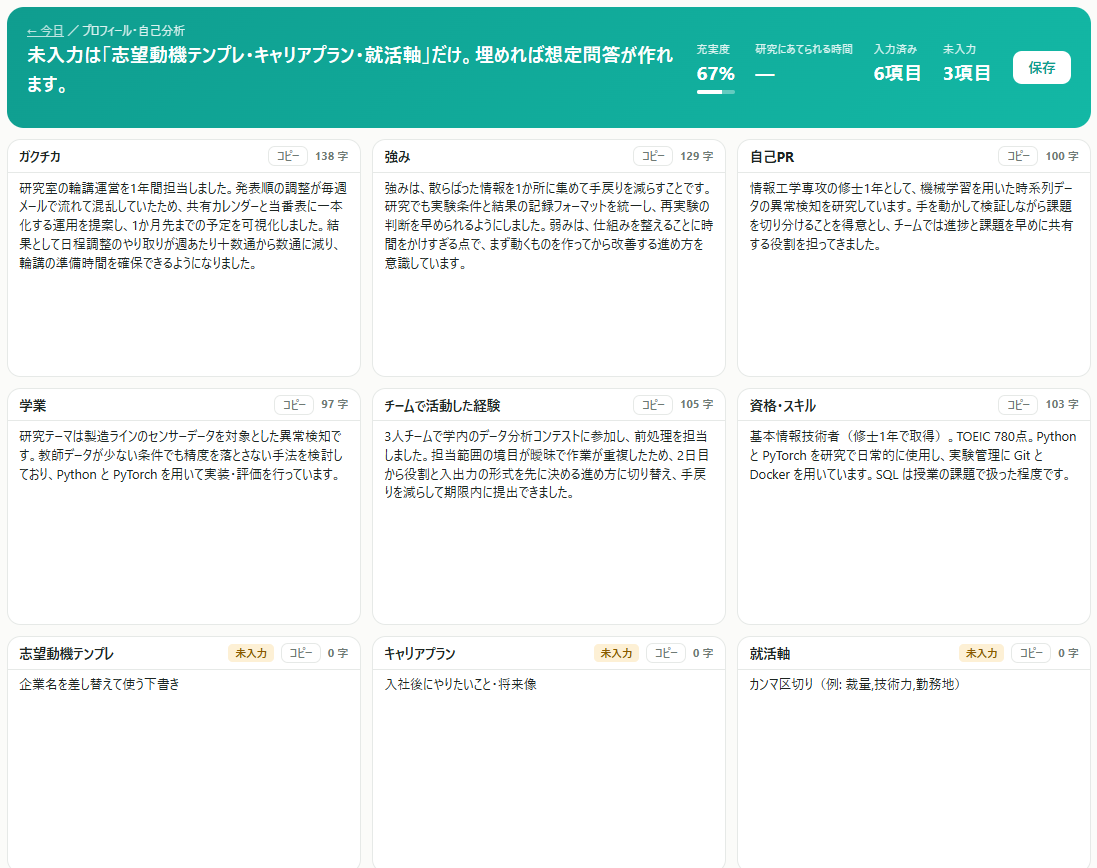 ← 今日 ／ プロフィール・自己分析
未入力は「志望動機テンプレ・キャリアプラン・就活軸」だけ。埋めれば想定問答が作れ
ます。
充実度
67%
研究にあてられる時間
—
入力済み
6項目
未入力
3項目
保存
ガクチカ
コピー
138 字
研究室の輪講運営を1年間担当しました。発表順の調整が毎週
メールで流れて混乱していたため、共有カレンダーと当番表に一本
化する運用を提案し、1か月先までの予定を可視化しました。結
果として日程調整のやり取りが週あたり十数通から数通に減り、
輪講の準備時間を確保できるようになりました。
強み
コピー
129 字
強みは、散らばった情報を1か所に集めて手戻りを減らすことです。
研究でも実験条件と結果の記録フォーマットを統一し、再実験の
判断を早められるようにしました。弱みは、仕組みを整えることに時
間をかけすぎる点で、まず動くものを作ってから改善する進め方を
意識しています。
自己PR
コピー
100 字
情報工学専攻の修士1年として、機械学習を用いた時系列デー
タの異常検知を研究しています。手を動かして検証しながら課題
を切り分けることを得意とし、チームでは進捗と課題を早めに共有
する役割を担ってきました。
学業
コピー
97 字
研究テーマは製造ラインのセンサーデータを対象とした異常検知で
す。教師データが少ない条件でも精度を落とさない手法を検討し
ており、Python と PyTorch を用いて実装・評価を行っています。
チームで活動した経験
コピー
105 字
3人チームで学内のデータ分析コンテストに参加し、前処理を担当
しました。担当範囲の境目が曖昧で作業が重複したため、2日目
から役割と入出力の形式を先に決める進め方に切り替え、手戻
りを減らして期限内に提出できました。
資格・スキル
コピー
103 字
基本情報技術者（修士1年で取得）。TOEIC 780点。Python
と PyTorch を研究で日常的に使用し、実験管理に Git と
Docker を用いています。SQL は授業の課題で扱った程度です。
志望動機テンプレ
未入力
コピー
0 字
企業名を差し替えて使う下書き
キャリアプラン
未入力
コピー
0 字
入社後にやりたいこと・将来像
就活軸
未入力
コピー
0 字
カンマ区切り（例: 裁量,技術力,勤務地）